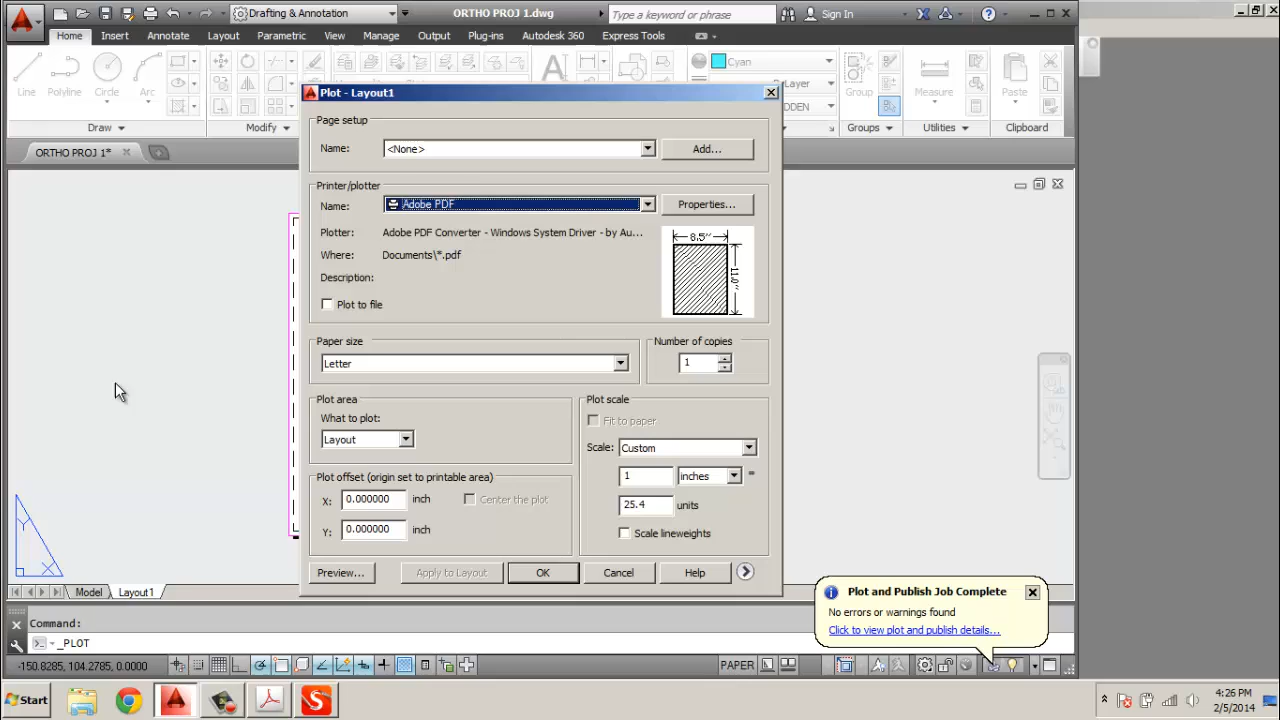 Drafting & Annotation
ORTHO PROJ 1.dwg
Type a keyword or phrase
Sign In
Home
Insert
Annotate
Layout
Parametric
View
Manage
Output
Plug-ins
Autodesk 360
Express Tools
Line
Polyline
Circle
Arc
A
Cyan
Layer
DDEN
Group
Measure
Paste
Draw
Modify
Groups
Utilities
Clipboard
Plot - Layout1
ORTHO PROJ 1*
Page setup
Name:
<None>
Add...
Printer/plotter
Name:
Adobe PDF
Properties...
Plotter:
Adobe PDF Converter - Windows System Driver - by Au...
Where:
Documents\*.pdf
Description:
Plot to file
8.5''
11.0''
Paper size
Letter
Number of copies
1
Plot area
What to plot:
Layout
Plot scale
Fit to paper
Scale:
Custom
1
inches
=
25.4
units
Scale lineweights
Plot offset (origin set to printable area)
X:
0.000000
inch
Center the plot
Y:
0.000000
inch
Preview...
Apply to Layout
OK
Cancel
Help
Y
X
Model
Layout1
Plot and Publish Job Complete
No errors or warnings found
Click to view plot and publish details...
Command:
_PLOT
-150.8285, 104.2785, 0.0000
PAPER
Start
4:26 PM
2/5/2014